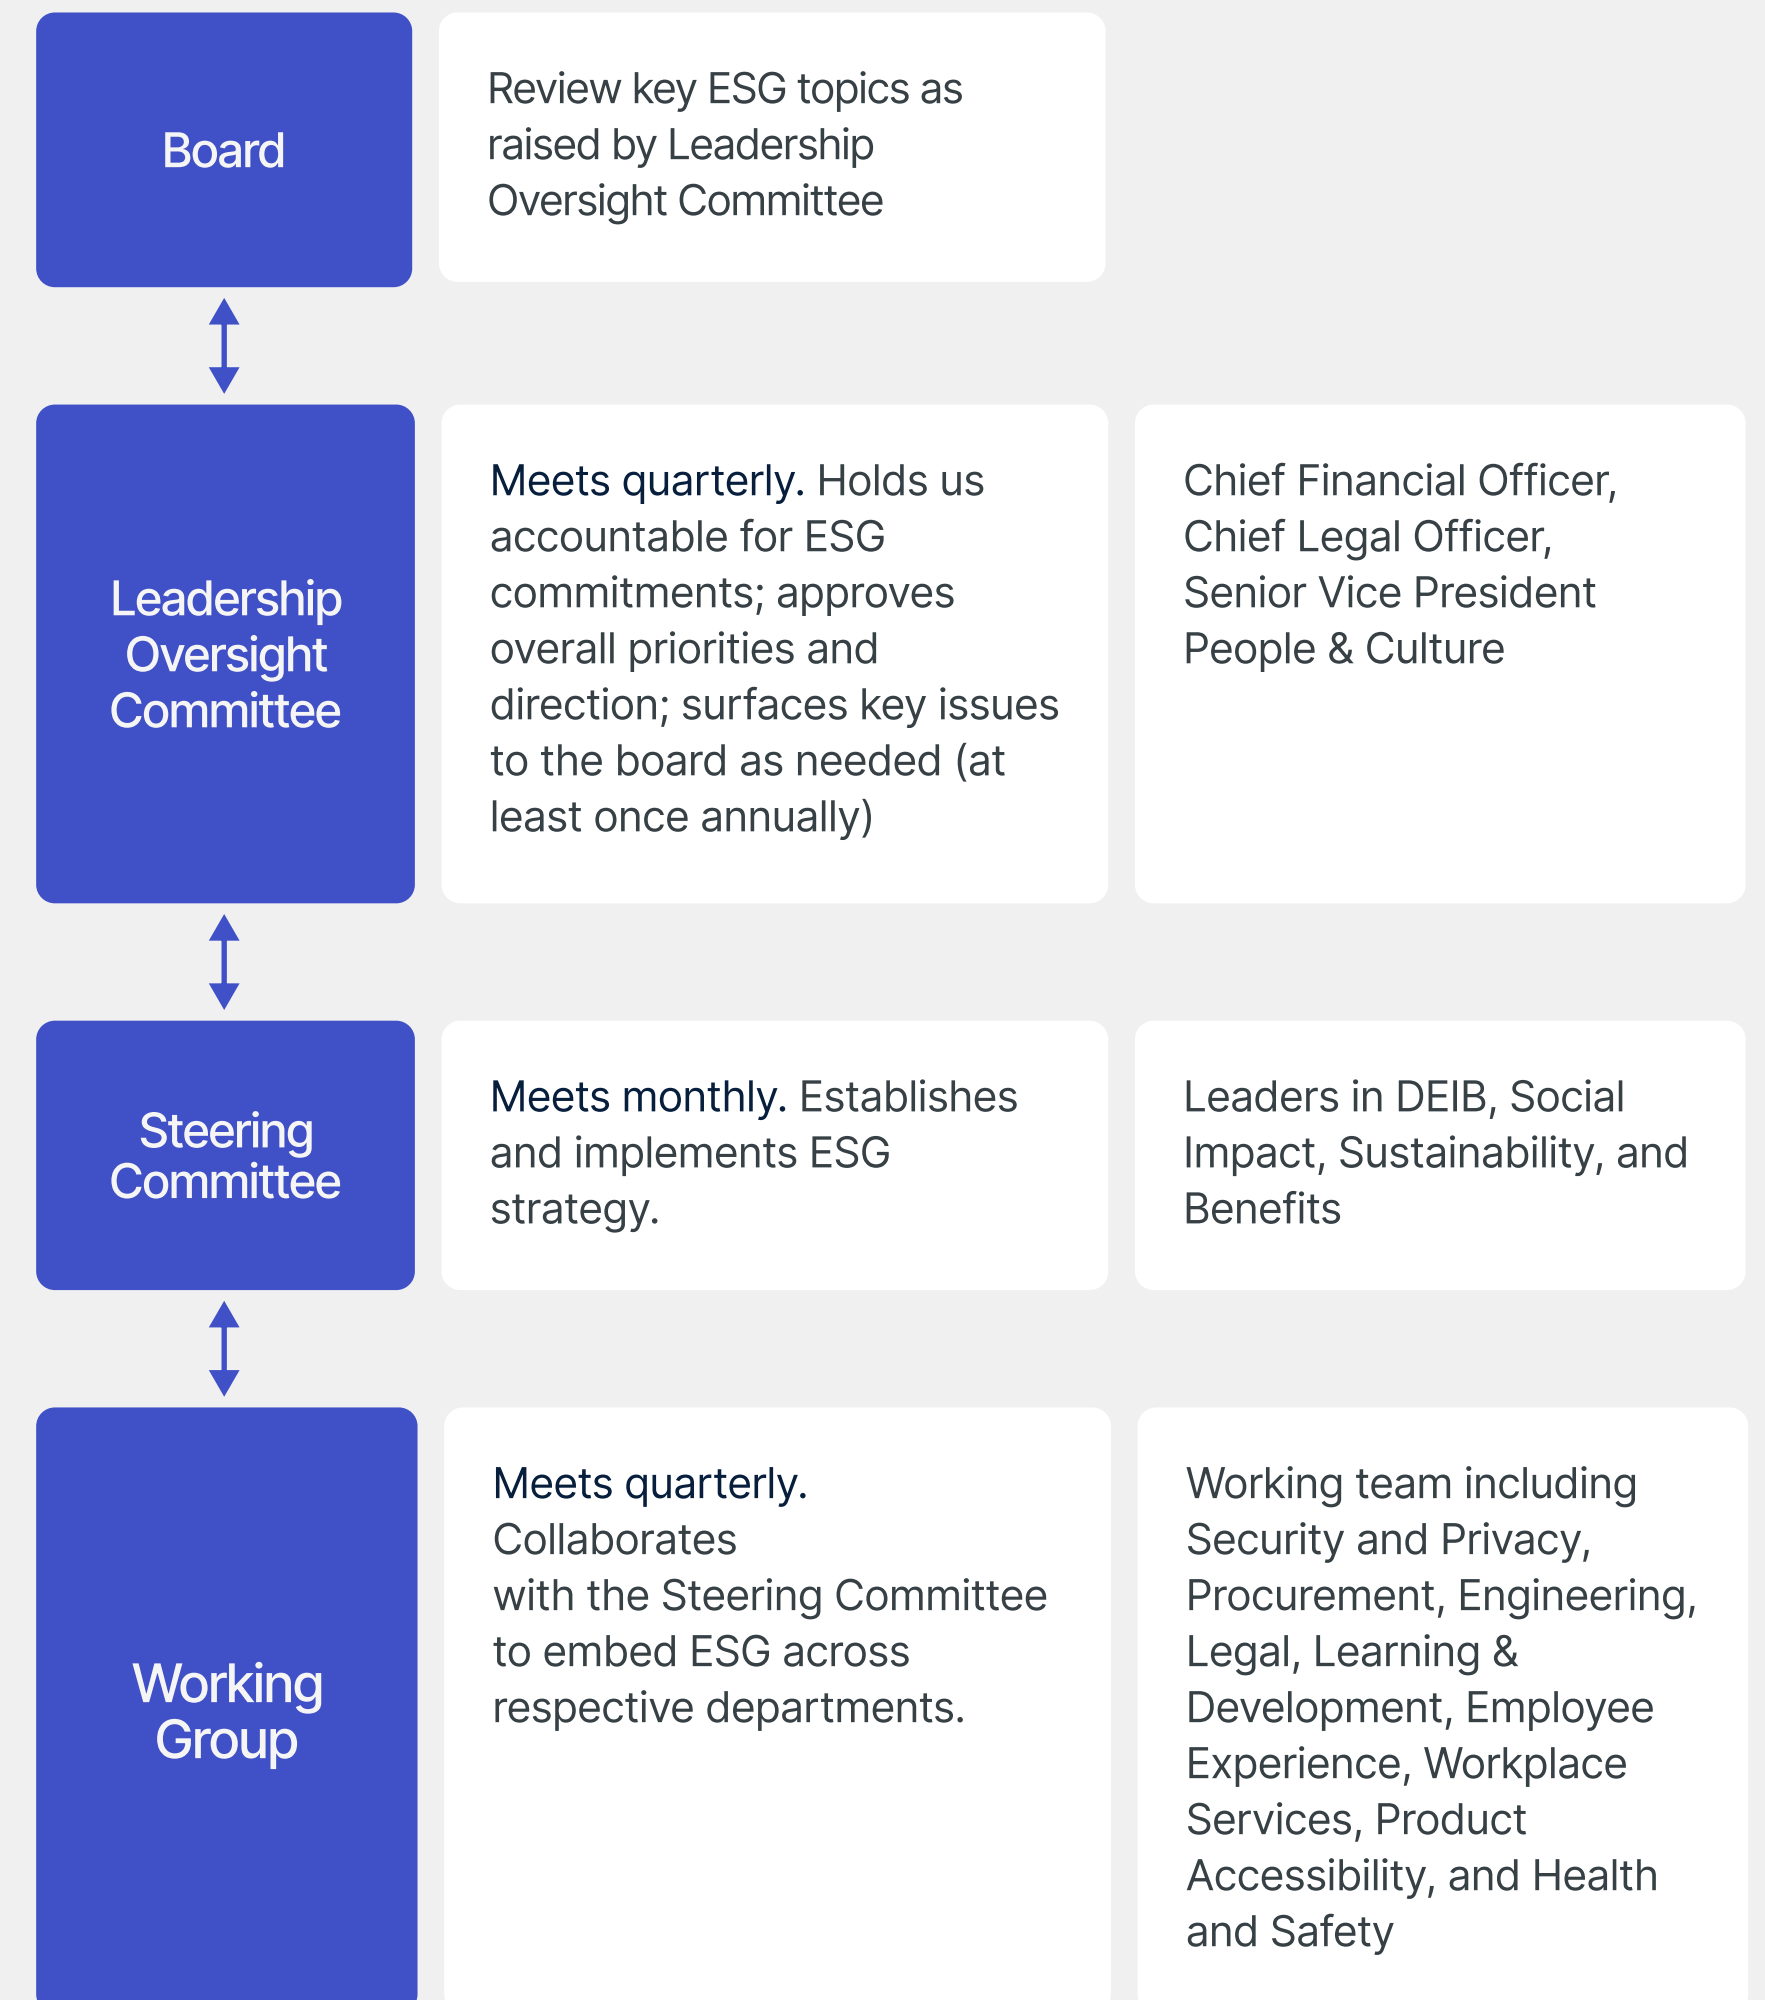 Board
Review key ESG topics as
raised by Leadership
Oversight Committee
Leadership
Oversight
Committee
Meets quarterly. Holds us
accountable for ESG
commitments; approves
overall priorities and
direction; surfaces key issues
to the board as needed (at
least once annually)
Chief Financial Officer,
Chief Legal Officer,
Senior Vice President
People & Culture
Steering
Committee
Meets monthly. Establishes
and implements ESG
strategy.
Leaders in DEIB, Social
Impact, Sustainability, and
Benefits
Working
Group
Meets quarterly.
Collaborates
with the Steering Committee
to embed ESG across
respective departments.
Working team including
Security and Privacy,
Procurement, Engineering,
Legal, Learning &
Development, Employee
Experience, Workplace
Services, Product
Accessibility, and Health
and Safety